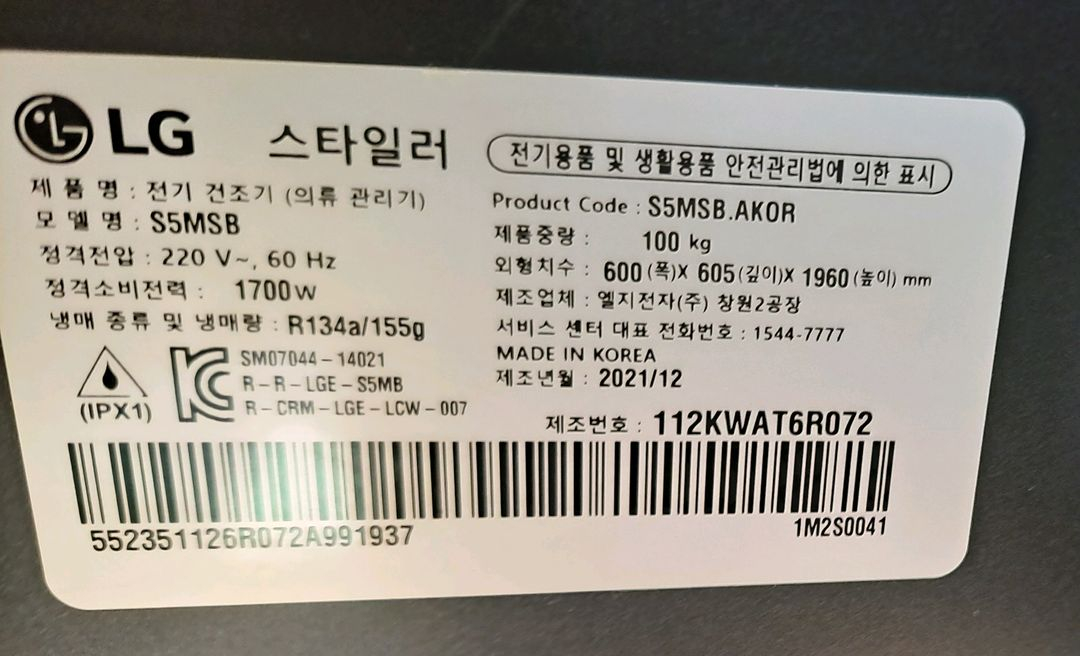 LG 스타일러
제 품 명 : 전기 건조기 (의류 관리기)
모 델 명 : S5MSB
정격전압 : 220 V~, 60 Hz
정격소비전력 : 1700W
냉매 종류 및 냉매량 : R134a/155g
(IPX1)
SM07044-14021
R-R-LGE-S5MB
R-CRM-LGE-LCW-007
전기용품 및 생활용품 안전관리법에 의한 표시
Product Code : S5MSB.AKOR
제품중량 : 100 kg
외형치수 : 600 (폭)X 605 (깊이)X 1960 (높이) mm
제조업체 : 엘지전자(주) 창원2공장
서비스 센터 대표 전화번호 : 1544-7777
MADE IN KOREA
제조년월 : 2021/12
제조번호 : 112KWAT6R072
552351126R072A991937
1M2S0041